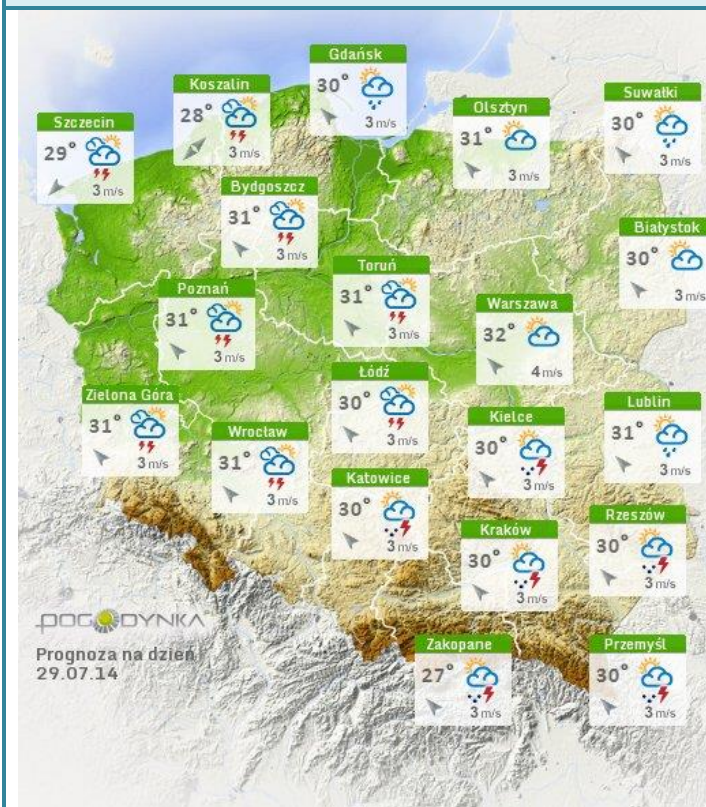 Gdańsk
30°
3 m/s
Koszalin
28°
3 m/s
Szczecin
29°
3 m/s
Olsztyn
31°
3 m/s
Suwałki
30°
3 m/s
Bydgoszcz
31°
3 m/s
Białystok
30°
3 m/s
Toruń
31°
3 m/s
Poznań
31°
3 m/s
Warszawa
32°
4 m/s
Łódź
30°
3 m/s
Zielona Góra
31°
3 m/s
Wrocław
31°
3 m/s
Kielce
30°
3 m/s
Lublin
31°
3 m/s
Katowice
30°
3 m/s
Kraków
30°
3 m/s
Rzeszów
30°
3 m/s
POGODYNKA
Prognoza na dzień
29.07.14
Zakopane
27°
3 m/s
Przemyśl
30°
3 m/s